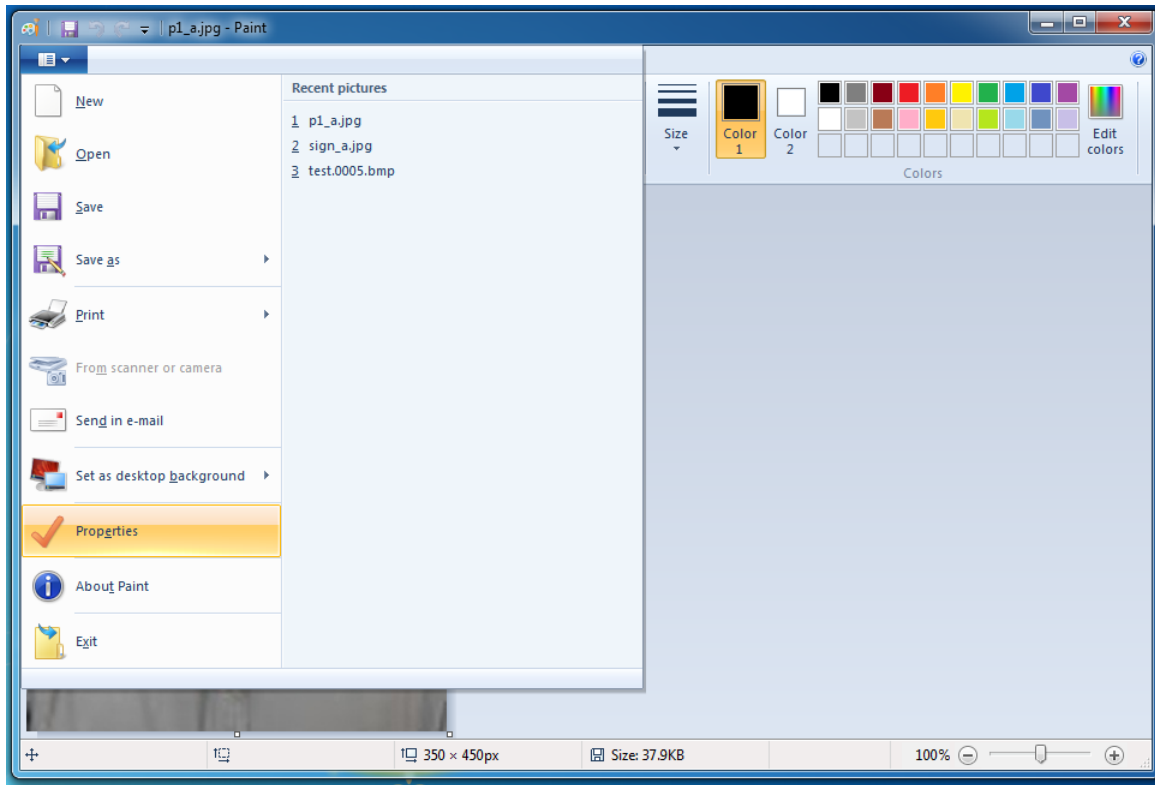 p1_a.jpg - Paint
New
Open
Save
Save as
Print
From scanner or camera
Send in e-mail
Set as desktop background
Properties
About Paint
Exit
Recent pictures
1 p1_a.jpg
2 sign_a.jpg
3 test.0005.bmp
Size
Color 1
Color 2
Edit colors
Colors
350 × 450px
Size: 37.9KB
100%